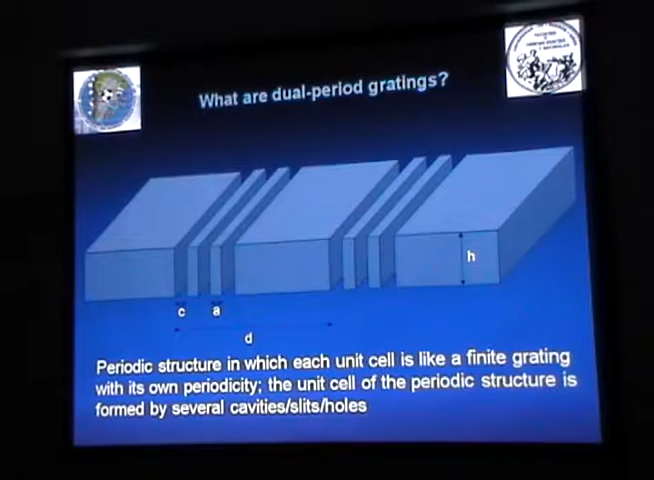 What are dual-period gratings?
h
c a
d
Periodic structure in which each unit cell is like a finite grating
with its own periodicity; the unit cell of the periodic structure is
formed by several cavities/slits/holes